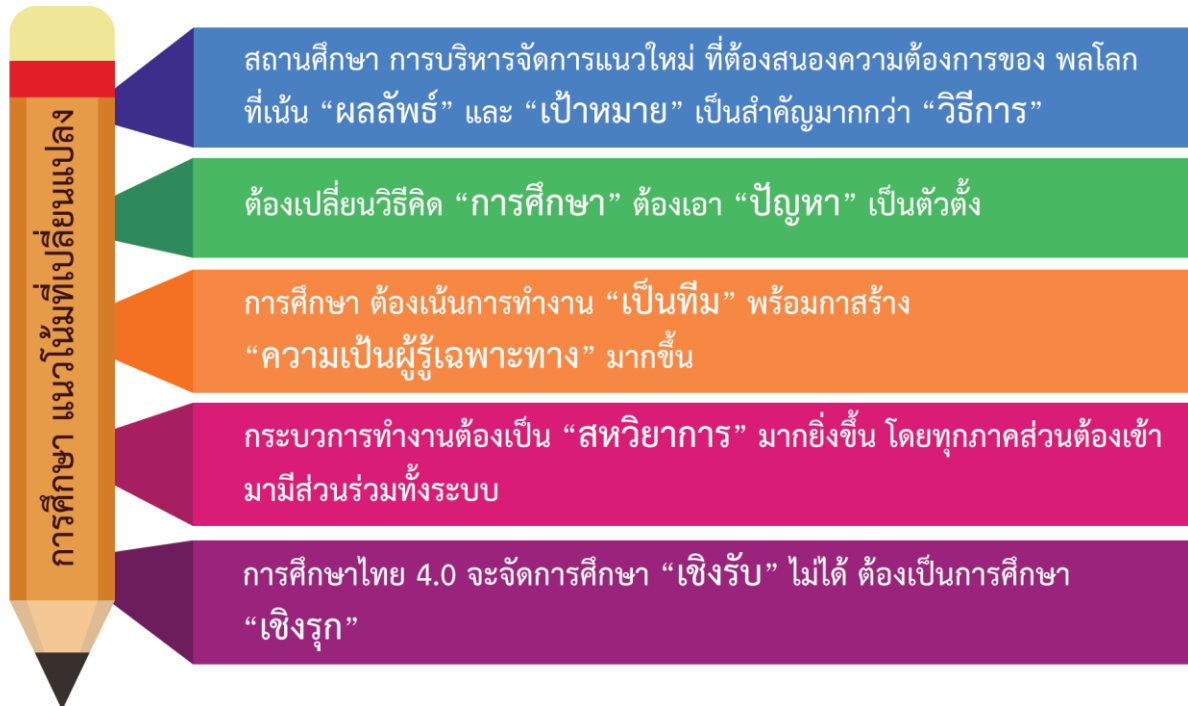 การศึกษา แนวโน้มที่เปลี่ยนแปลง
สถานศึกษา การบริหารจัดการแนวใหม่ ที่ต้องสนองความต้องการของ พลโลก
ที่เน้น “ผลลัพธ์” และ “เป้าหมาย” เป็นสำคัญมากกว่า “วิธีการ”
ต้องเปลี่ยนวิธีคิด “การศึกษา” ต้องเอา “ปัญหา” เป็นตัวตั้ง
การศึกษา ต้องเน้นการทำงาน “เป็นทีม” พร้อมกาสร้าง
“ความเป็นผู้รู้เฉพาะทาง” มากขึ้น
กระบวการทำงานต้องเป็น “สหวิยาการ” มากยิ่งขึ้น โดยทุกภาคส่วนต้องเข้า
มามีส่วนร่วมทั้งระบบ
การศึกษาไทย 4.0 จะจัดการศึกษา “เชิงรับ” ไม่ได้ ต้องเป็นการศึกษา
“เชิงรุก”